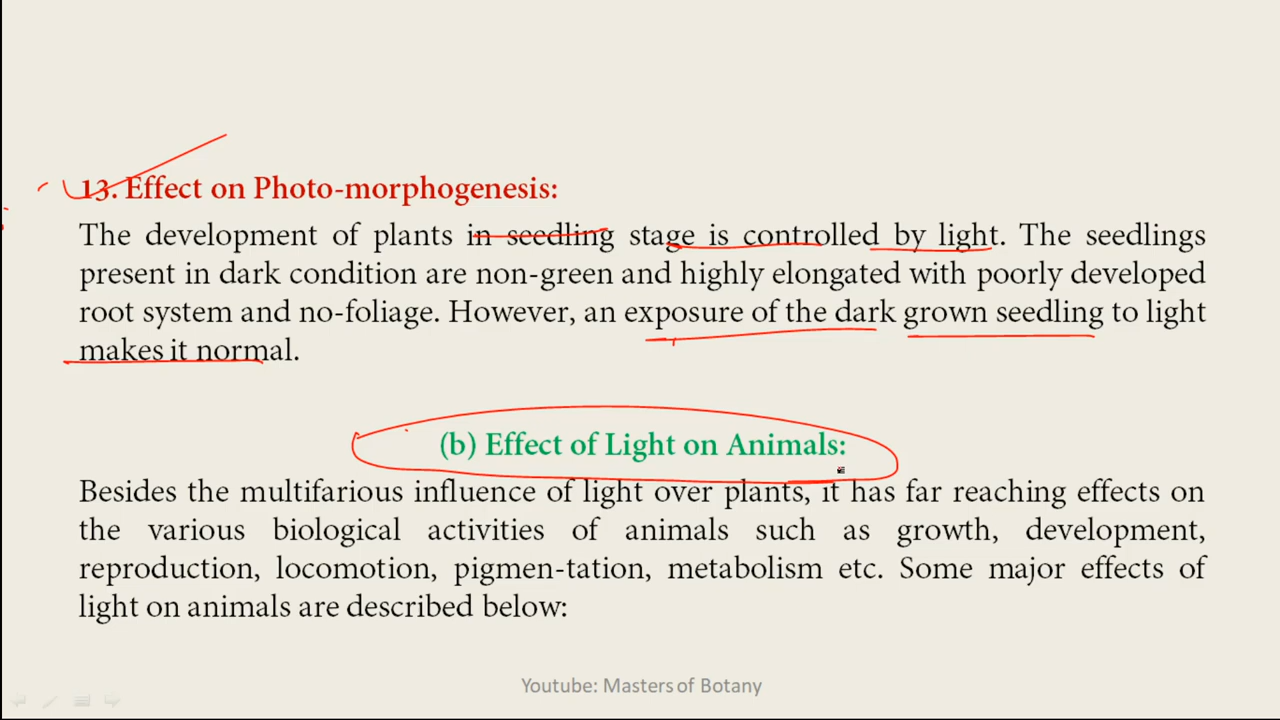 13. Effect on Photo-morphogenesis:
The development of plants in seedling stage is controlled by light. The seedlings
present in dark condition are non-green and highly elongated with poorly developed
root system and no-foliage. However, an exposure of the dark grown seedling to light
makes it normal.
(b) Effect of Light on Animals:
Besides the multifarious influence of light over plants, it has far reaching effects on
the various biological activities of animals such as growth, development,
reproduction, locomotion, pigmen-tation, metabolism etc. Some major effects of
light on animals are described below:
Youtube: Masters of Botany